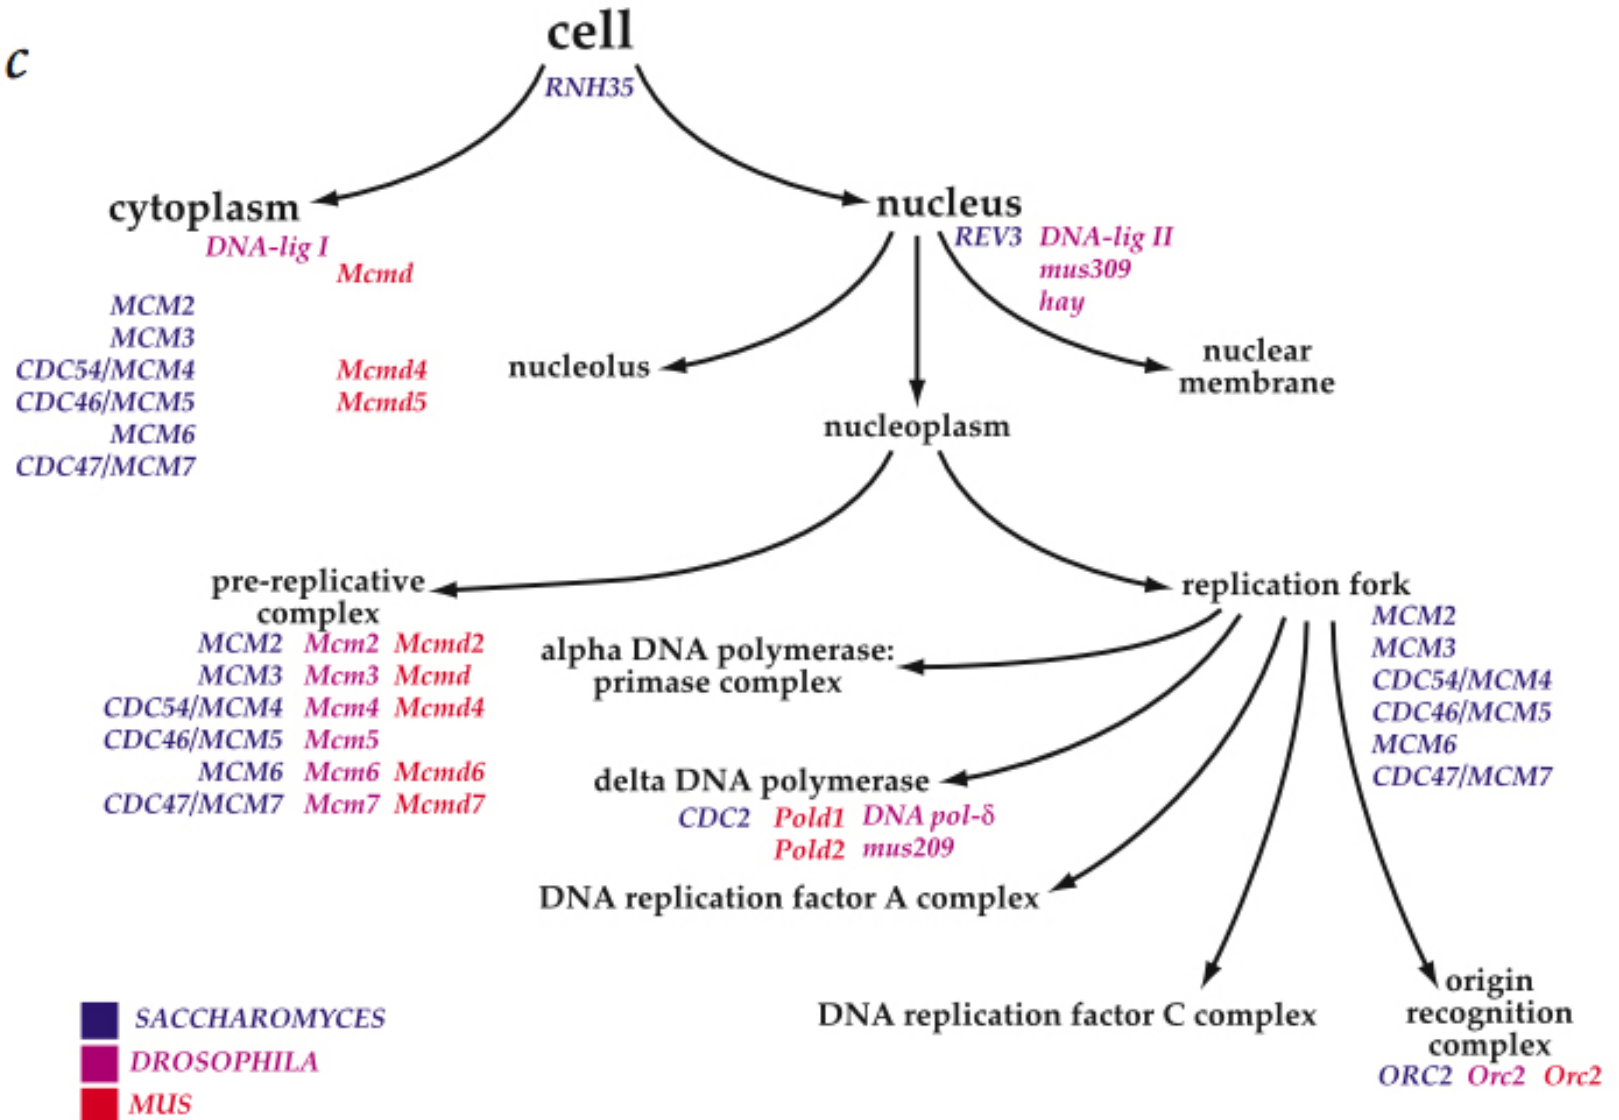 c
cell
RNH35
cytoplasm
DNA-lig I
Mcmd
MCM2
MCM3
CDC54/MCM4 Mcmd4
CDC46/MCM5 Mcmd5
MCM6
CDC47/MCM7
nucleus
REV3 DNA-lig II
mus309
hay
nucleolus
nuclear
membrane
nucleoplasm
pre-replicative
complex
MCM2 Mcm2 Mcmd2
MCM3 Mcm3 Mcmd
CDC54/MCM4 Mcm4 Mcmd4
CDC46/MCM5 Mcm5
MCM6 Mcm6 Mcmd6
CDC47/MCM7 Mcm7 Mcmd7
replication fork
MCM2
MCM3
CDC54/MCM4
CDC46/MCM5
MCM6
CDC47/MCM7
alpha DNA polymerase:
primase complex
delta DNA polymerase
CDC2 Pold1 DNA pol-δ
Pold2 mus209
DNA replication factor A complex
DNA replication factor C complex
origin
recognition
complex
ORC2 Orc2 Orc2
SACCHAROMYCES
DROSOPHILA
MUS